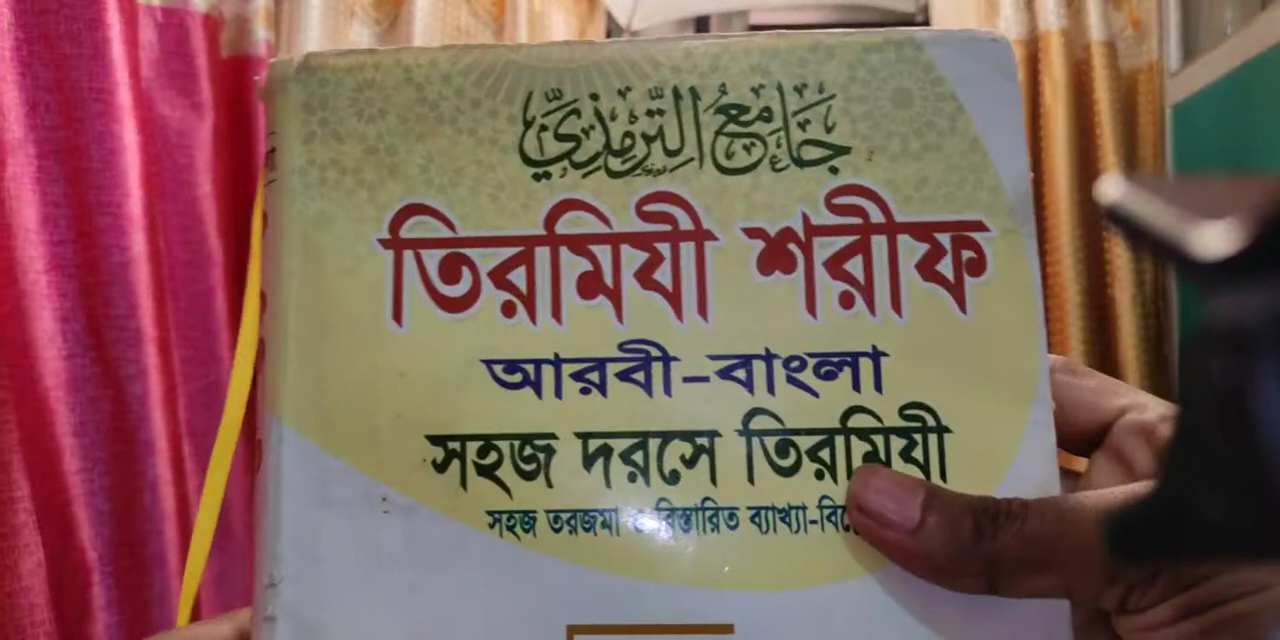 جَامِعُ التِّرْمِذِيِّ
তিরমিযী শরীফ
আরবী-বাংলা
সহজ দরসে তিরমিযী
সহজ তরজমা বিস্তারিত ব্যাখ্যা